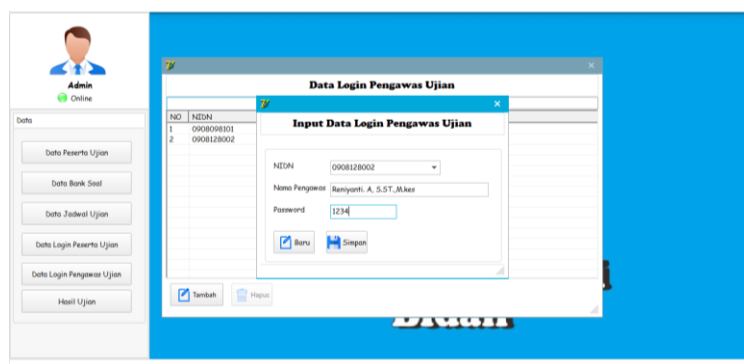 Admin
Online
Data
Data Peserta Ujian
Data Bank Soal
Data Jadwal Ujian
Data Login Peserta Ujian
Data Login Pengawas Ujian
Hasil Ujian
Data Login Pengawas Ujian
NO NIDN
1 0908098101
2 0908128002
Tambah Hapus
Input Data Login Pengawas Ujian
NIDN 0908128002
Nama Pengawas Reniyanti. A, S.ST.,M.kes
Password 1234
Baru Simpan